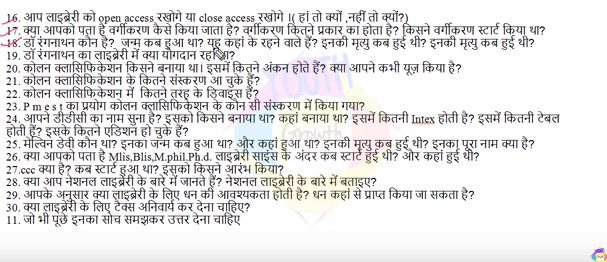 16. आप लाइब्रेरी को open access रखोगे या close access रखोगे ।( हां तो क्यों ,नहीं तो क्यों?)
17. क्या आपको पता है वर्गीकरण कैसे किया जाता है? वर्गीकरण कितने प्रकार का होता है? किसने वर्गीकरण स्टार्ट किया था?
18. डॉ रंगनाथन कौन है? जन्म कब हुआ था? यह कहां के रहने वाले हैं? इनकी मृत्यु कब हुई थी? इनकी मृत्यु कब हुई थी?
19. डॉ रंगनाथन का लाइब्रेरी में क्या योगदान रहा
20. कोलन क्लासिफिकेशन किसने बनाया था। इसमें कितने अंकन होते हैं? क्या आपने कभी यूज़ किया है?
21. कोलन क्लासिफिकेशन के कितने संस्करण आ चुके हैं?
22. कोलन क्लासिफिकेशन में कितने तरह के डिवाइस हैं?
23. P m e s t का प्रयोग कोलन क्लासिफिकेशन के कौन सी संस्करण में किया गया?
24. आपने डीडीसी का नाम सुना है? इसको किसने बनाया था? कहां बनाया था? इसमें कितनी Intex होती है? इसमें कितनी टेबल
होती हैं? इसके कितने एडिशन हो चुके हैं?
25. मेल्विन डेवी कौन था? इनका जन्म कब हुआ था? और कहां हुआ था? इनकी मृत्यु कब हुई थी? इनका पूरा नाम क्या है?
26. क्या आपको पता है Mlis,Blis,M.phil,Ph.d. लाइब्रेरी साइंस के अंदर कब स्टार्ट हुई थी? और कहां हुई थी?
27.ccc क्या है? कब स्टार्ट हुआ था? इसको किसने आरंभ किया?
28. क्या आप नेशनल लाइब्रेरी के बारे में जानते हैं? नेशनल लाइब्रेरी के बारे में बताइए?
29. आपके अनुसार क्या लाइब्रेरी के लिए धन की आवश्यकता होती है? धन कहां से प्राप्त किया जा सकता है?
30. क्या लाइब्रेरी के लिए टैक्स अनिवार्य कर देना चाहिए?
11. जो भी पूछे इनका सोच समझकर उत्तर देना चाहिए